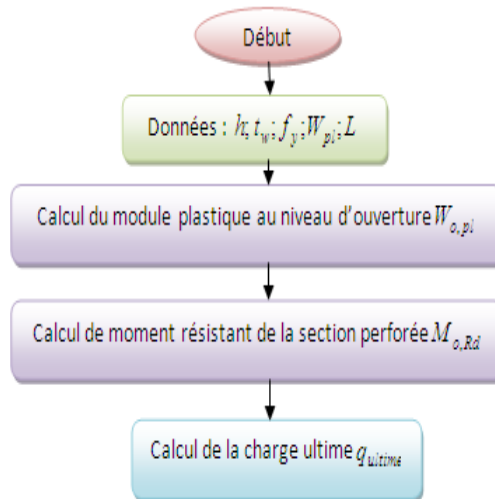 Début
Données : h; t_w; f_y; W_pl; L
Calcul du module plastique au niveau d'ouverture W_o,pl
Calcul de moment résistant de la section perforée M_o,Rd
Calcul de la charge ultime q_ultime